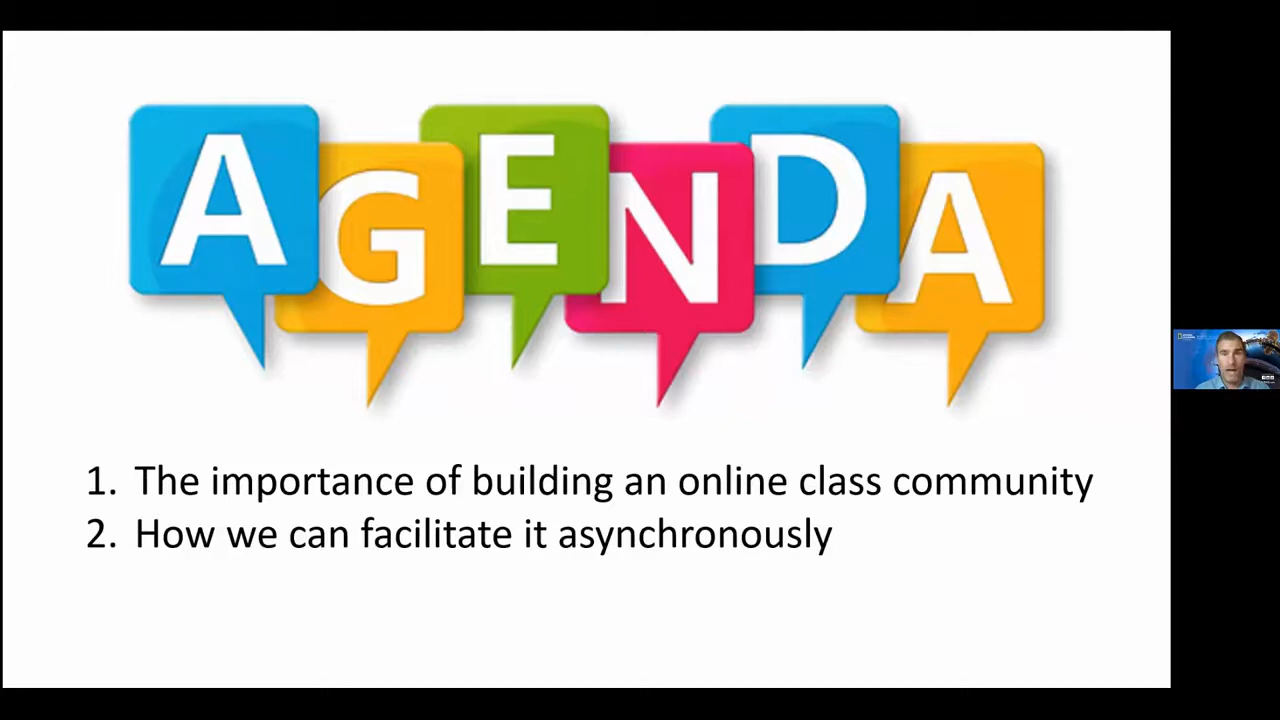 AGENDA
1. The importance of building an online class community
2. How we can facilitate it asynchronously